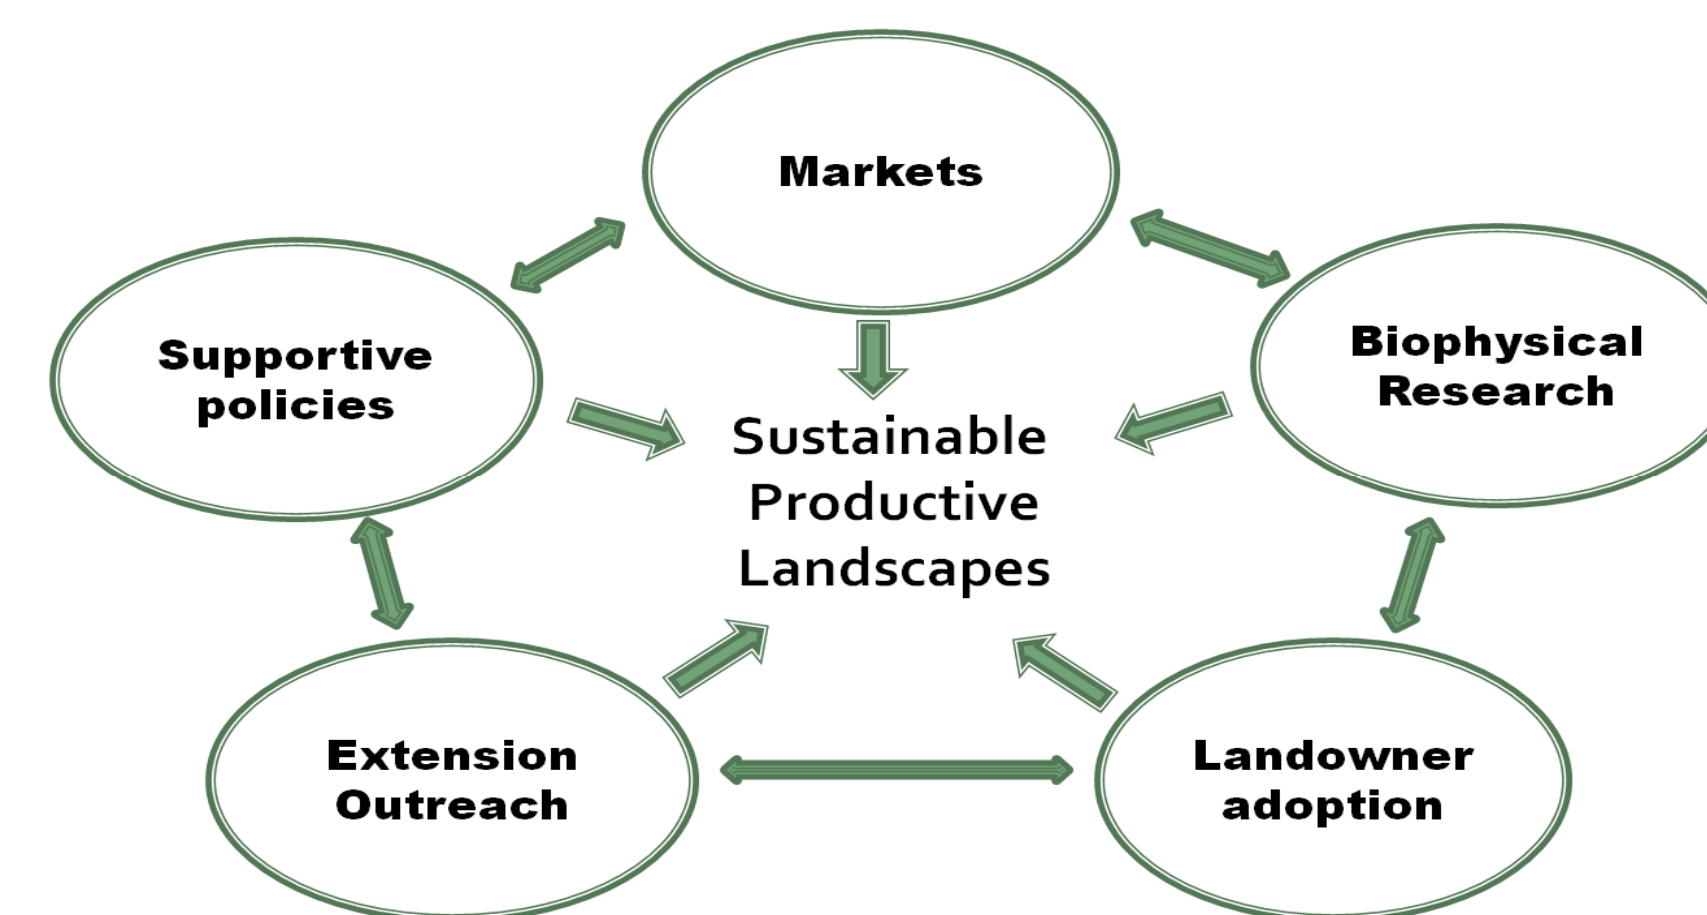 Markets
Supportive
policies
Biophysical
Research
Sustainable
Productive
Landscapes
Extension
Outreach
Landowner
adoption